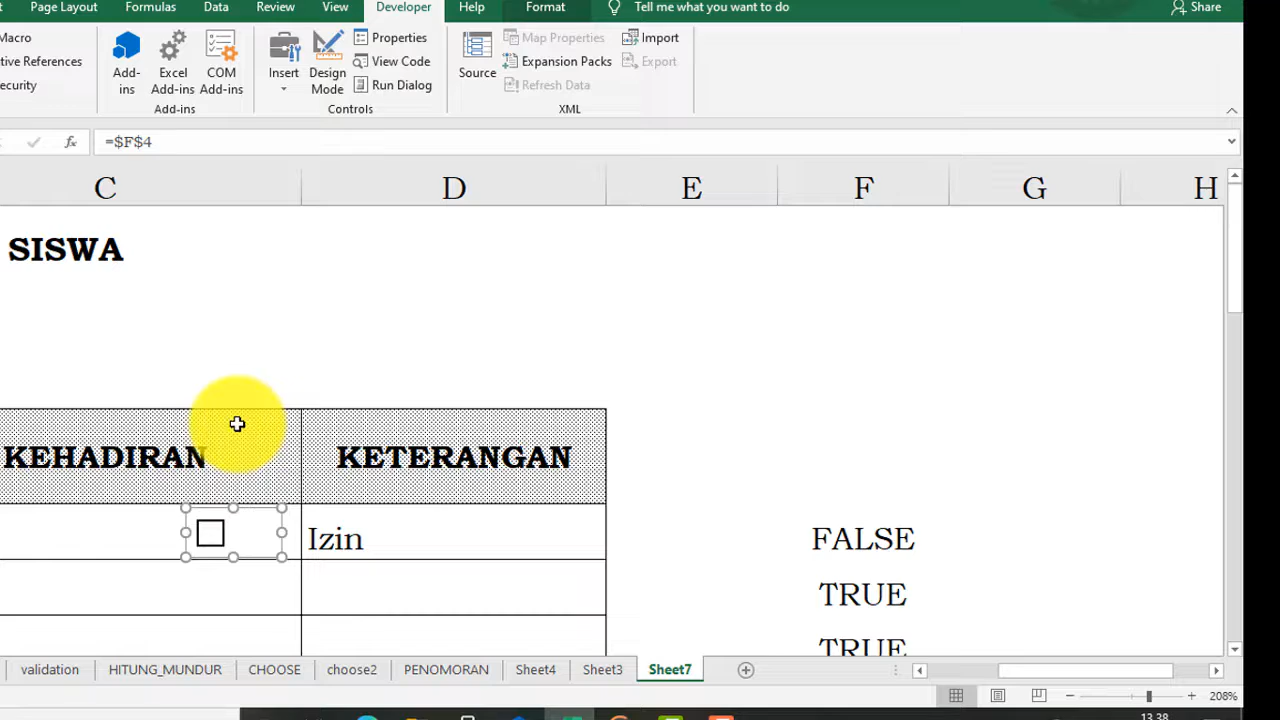 Page Layout Formulas Data Review View Developer Help Format Tell me what you want to do Share
Macro
tive References
ecurity
Add-ins
Excel Add-ins
COM Add-ins
Add-ins
Insert
Design Mode
Properties
View Code
Run Dialog
Controls
Source
Map Properties
Expansion Packs
Refresh Data
Import
Export
XML
fx =$F$4
C D E F G H
SISWA
KEHADIRAN KETERANGAN
Izin FALSE
TRUE
TRUE
validation HITUNG_MUNDUR CHOOSE choose2 PENOMORAN Sheet4 Sheet3 Sheet7
208%
13.38